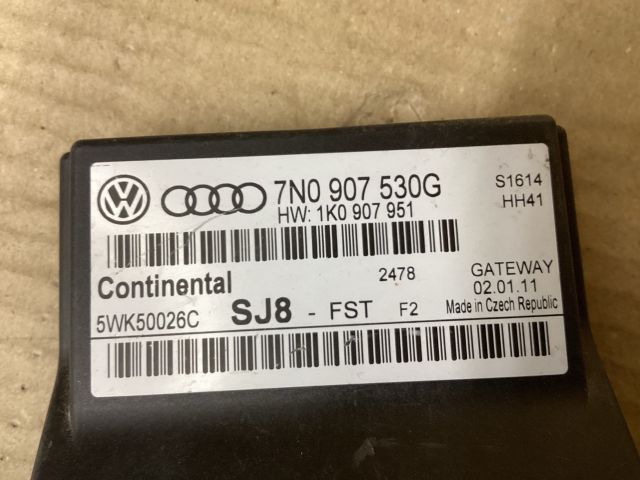 7N0 907 530G S1614
HW: 1K0 907 951 HH41
Continental 2478 GATEWAY
02.01.11
5WK50026C SJ8 - FST F2 Made in Czech Republic